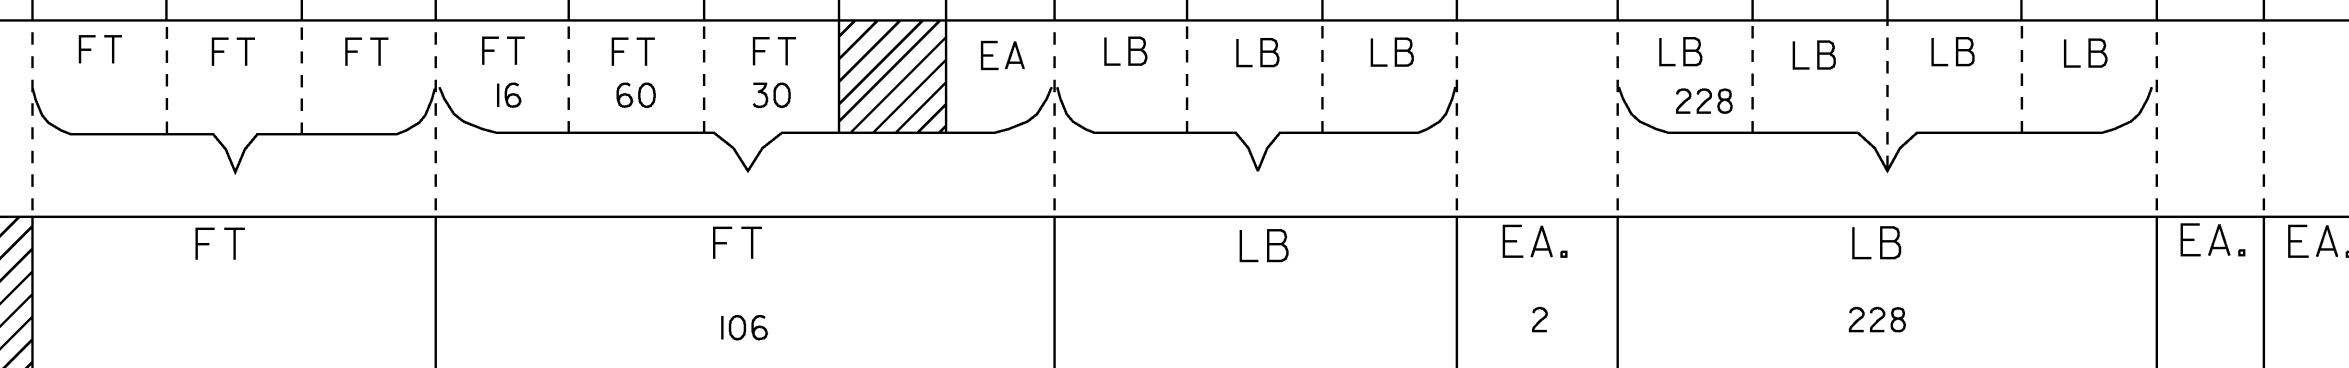 FT FT FT FT FT FT EA LB LB LB LB LB LB LB
16 60 30 228
FT FT LB EA. LB EA. EA.
106 2 228